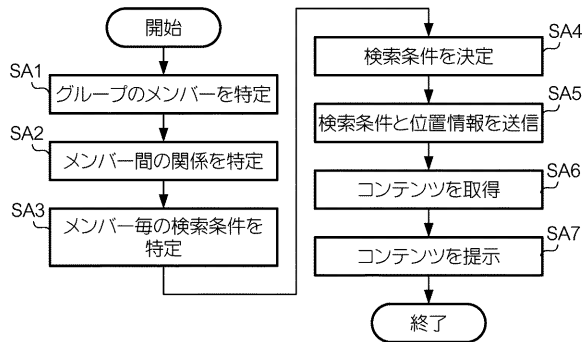 開始
SA1
グループのメンバーを特定
SA2
メンバー間の関係を特定
SA3
メンバー毎の検索条件を
特定
SA4
検索条件を決定
SA5
検索条件と位置情報を送信
SA6
コンテンツを取得
SA7
コンテンツを提示
終了